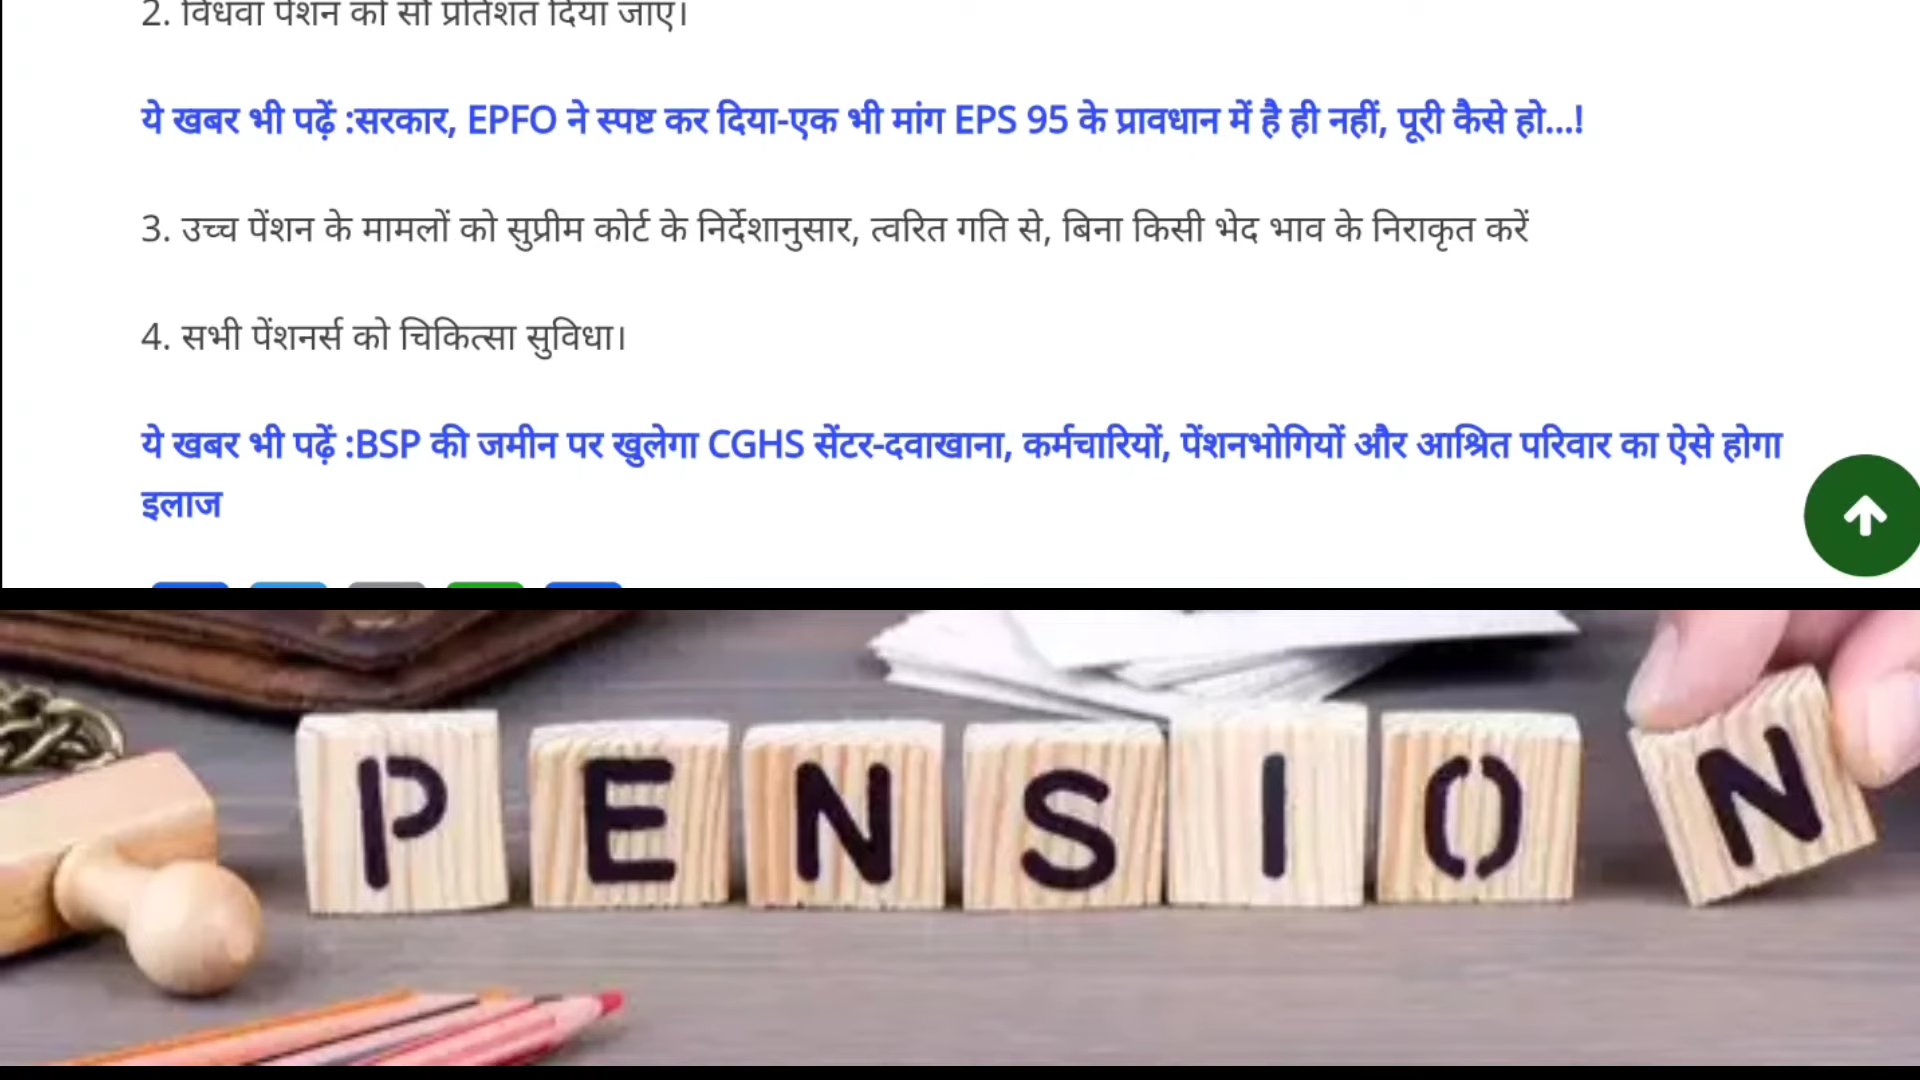 2. विधवा पेंशन को सौ प्रतिशत दिया जाए।
ये खबर भी पढ़ें :सरकार, EPFO ने स्पष्ट कर दिया-एक भी मांग EPS 95 के प्रावधान में है ही नहीं, पूरी कैसे हो…!
3. उच्च पेंशन के मामलों को सुप्रीम कोर्ट के निर्देशानुसार, त्वरित गति से, बिना किसी भेद भाव के निराकृत करें
4. सभी पेंशनर्स को चिकित्सा सुविधा।
ये खबर भी पढ़ें :BSP की जमीन पर खुलेगा CGHS सेंटर-दवाखाना, कर्मचारियों, पेंशनभोगियों और आश्रित परिवार का ऐसे होगा
इलाज
PENSION